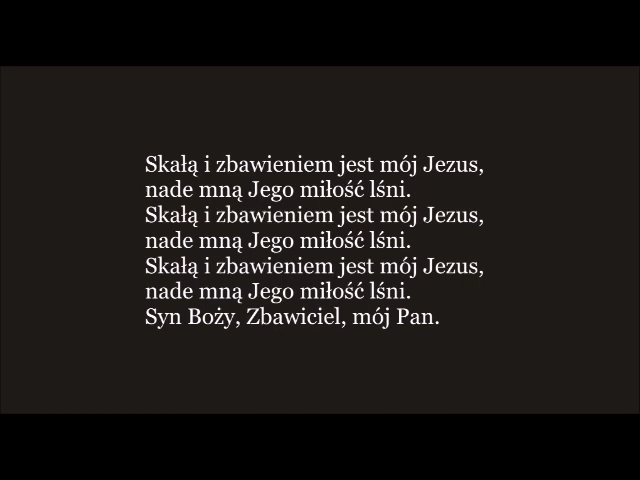 Skałą i zbawieniem jest mój Jezus,
nade mną Jego miłość lśni.
Skałą i zbawieniem jest mój Jezus,
nade mną Jego miłość lśni.
Skałą i zbawieniem jest mój Jezus,
nade mną Jego miłość lśni.
Syn Boży, Zbawiciel, mój Pan.